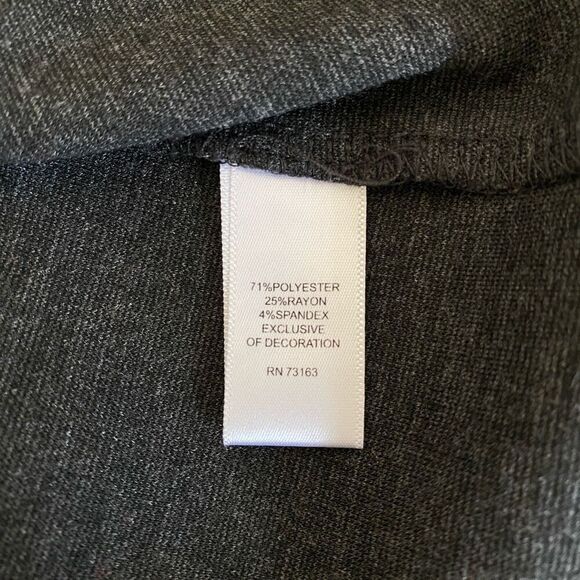 71%POLYESTER
25%RAYON
4%SPANDEX
EXCLUSIVE
OF DECORATION
RN 73163